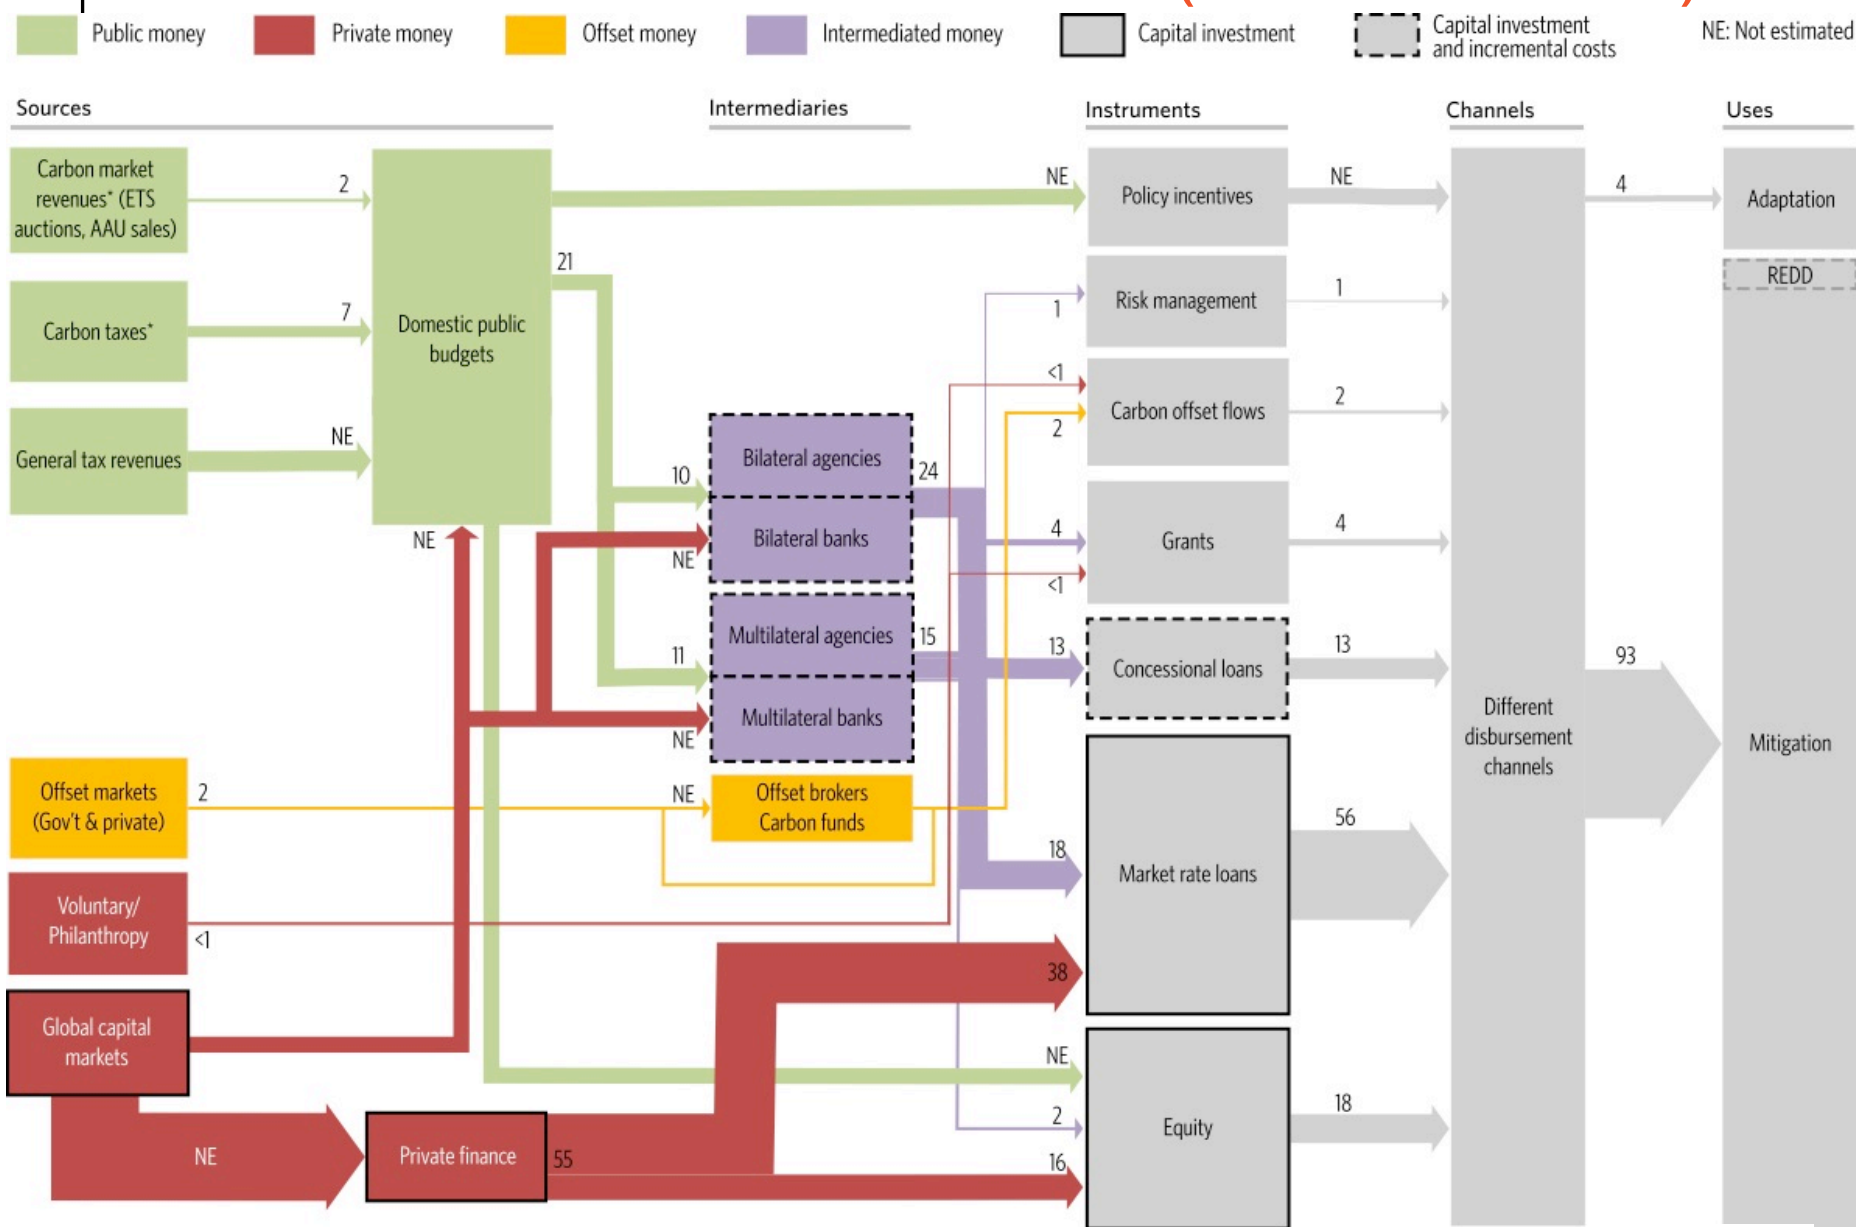 Public money
Private money
Offset money
Intermediated money
Capital investment
Capital investment
and incremental costs
NE: Not estimated
Sources
Intermediaries
Instruments
Channels
Uses
Carbon market
revenues* (ETS
auctions, AAU sales)
2
Carbon taxes*
7
General tax revenues
NE
Domestic public
budgets
NE
21
NE
10
NE
11
NE
Bilateral agencies
Bilateral banks
24
Multilateral agencies
Multilateral banks
15
Offset markets
(Gov't & private)
2
NE
Offset brokers
Carbon funds
Voluntary/
Philanthropy
<1
Global capital
markets
NE
Private finance
55
Policy incentives
NE
1
Risk management
1
<1
2
Carbon offset flows
2
4
<1
Grants
4
13
Concessional loans
13
18
38
Market rate loans
56
NE
2
16
Equity
18
Different
disbursement
channels
4
93
Adaptation
REDD
Mitigation